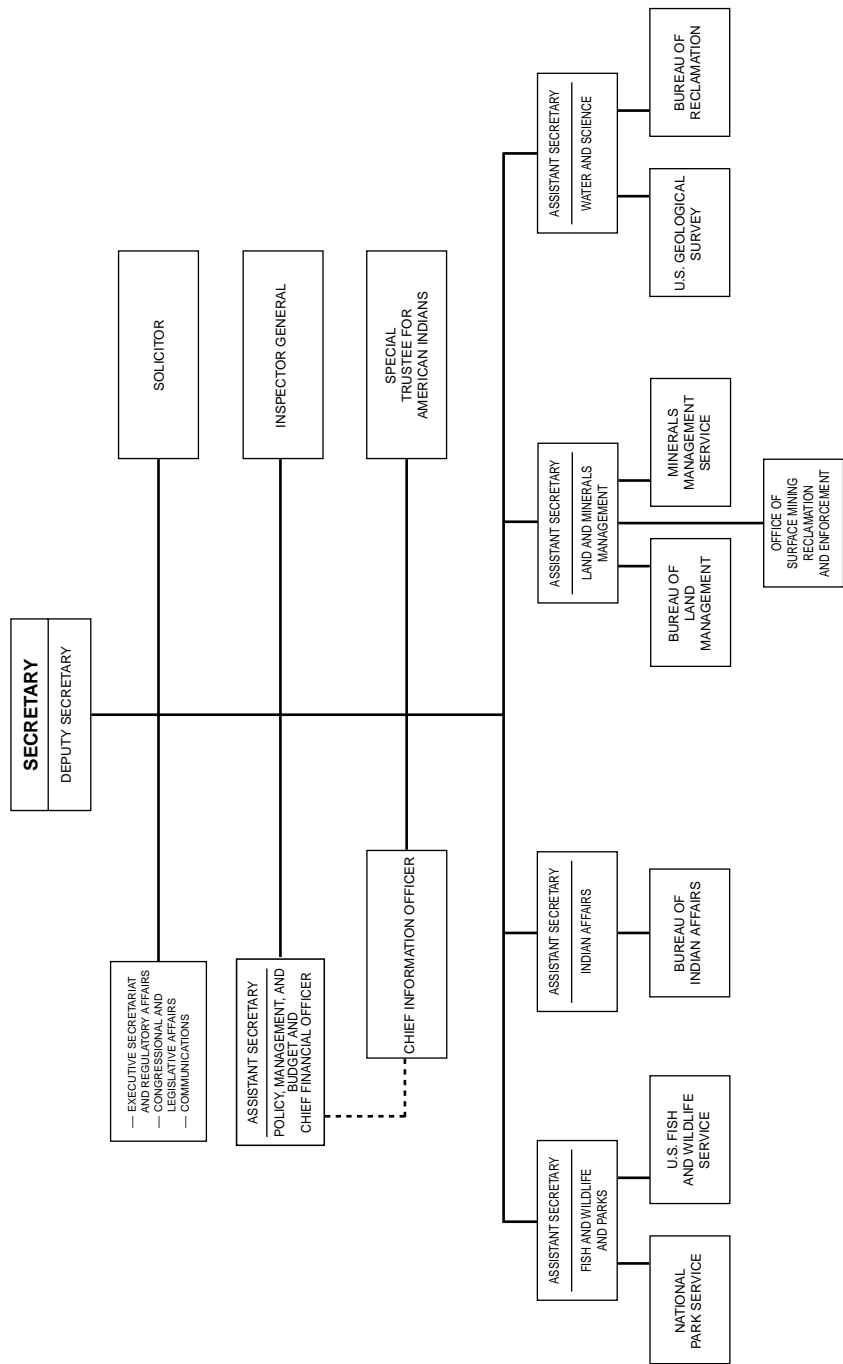 SECRETARY
DEPUTY SECRETARY
— EXECUTIVE SECRETARIAT
AND REGULATORY AFFAIRS
— CONGRESSIONAL AND
LEGISLATIVE AFFAIRS
— COMMUNICATIONS
SOLICITOR
ASSISTANT SECRETARY
POLICY, MANAGEMENT, AND
BUDGET AND
CHIEF FINANCIAL OFFICER
INSPECTOR GENERAL
CHIEF INFORMATION OFFICER
SPECIAL
TRUSTEE FOR
AMERICAN INDIANS
ASSISTANT SECRETARY
FISH AND WILDLIFE
AND PARKS
NATIONAL
PARK SERVICE
U.S. FISH
AND WILDLIFE
SERVICE
ASSISTANT SECRETARY
INDIAN AFFAIRS
BUREAU OF
INDIAN AFFAIRS
ASSISTANT SECRETARY
LAND AND MINERALS
MANAGEMENT
BUREAU OF
LAND
MANAGEMENT
MINERALS
MANAGEMENT
SERVICE
OFFICE OF
SURFACE MINING
RECLAMATION
AND ENFORCEMENT
ASSISTANT SECRETARY
WATER AND SCIENCE
U.S. GEOLOGICAL
SURVEY
BUREAU OF
RECLAMATION